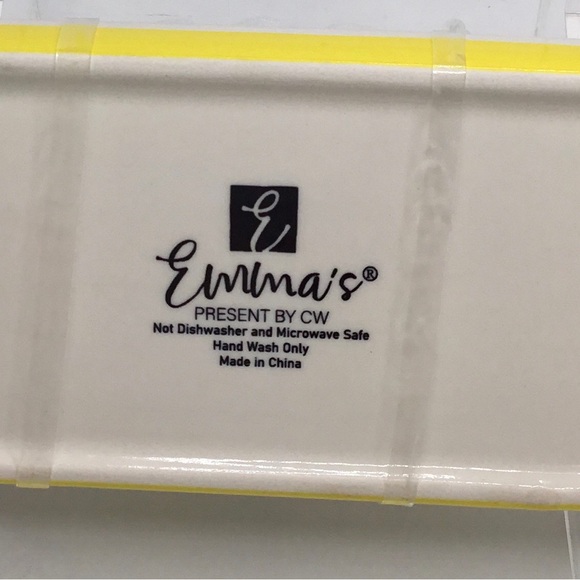 E
Emma's®
PRESENT BY CW
Not Dishwasher and Microwave Safe
Hand Wash Only
Made in China